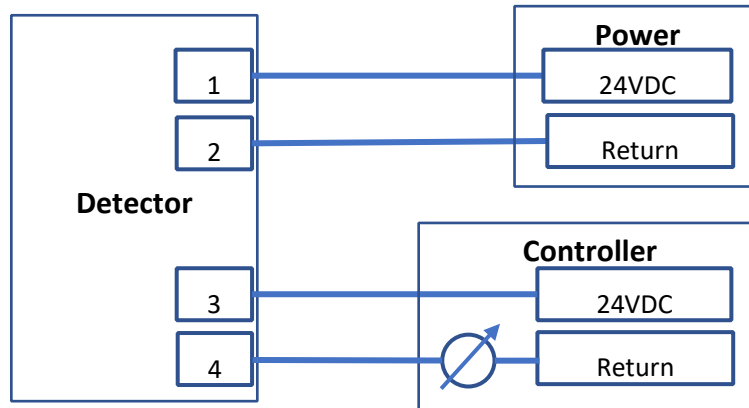 Power
1
24VDC
2
Return
Detector
Controller
3
24VDC
4
Return